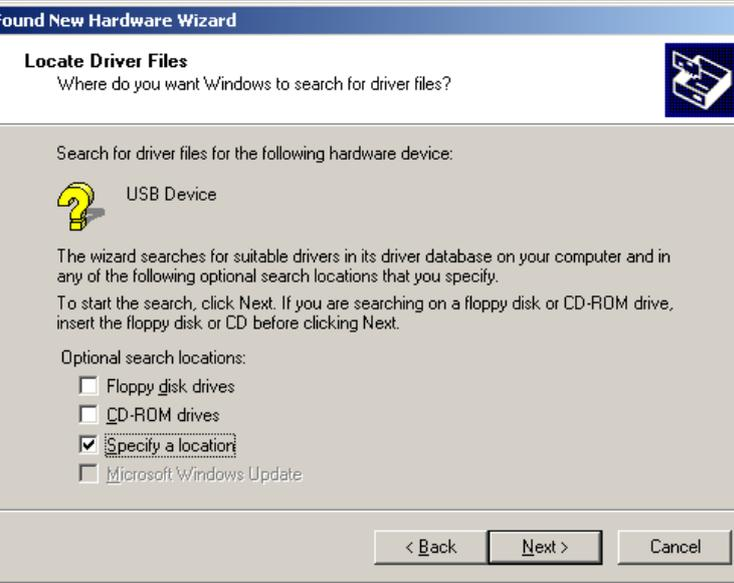 Found New Hardware Wizard
Locate Driver Files
Where do you want Windows to search for driver files?
Search for driver files for the following hardware device:
USB Device
The wizard searches for suitable drivers in its driver database on your computer and in
any of the following optional search locations that you specify.
To start the search, click Next. If you are searching on a floppy disk or CD-ROM drive,
insert the floppy disk or CD before clicking Next.
Optional search locations:
Floppy disk drives
CD-ROM drives
Specify a location
Microsoft Windows Update
< Back Next > Cancel